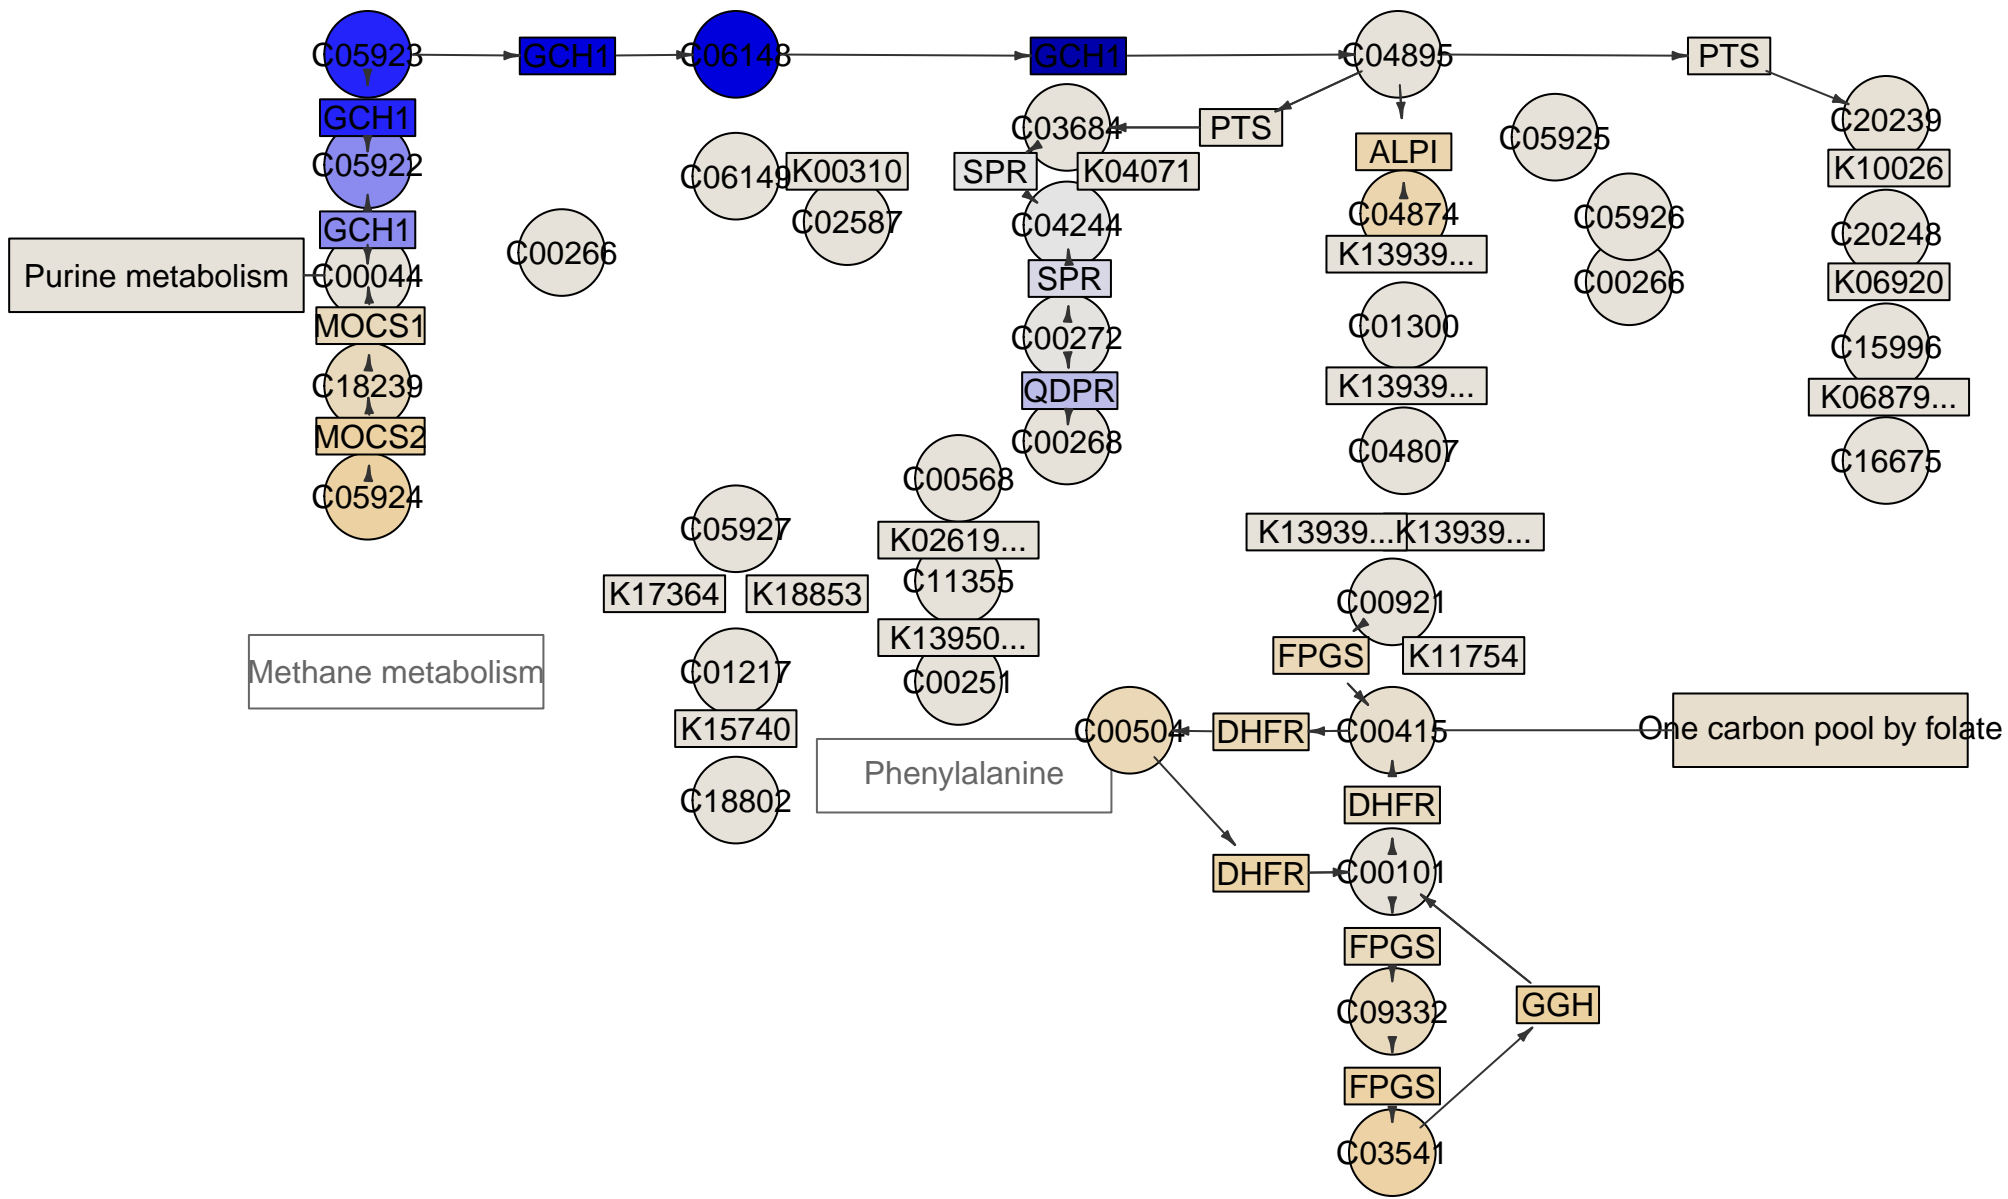 C05923
GCH1
C06148
GCH1
C04895
PTS
GCH1
C05922
GCH1
Purine metabolism
C00044
MOCS1
C18239
MOCS2
C05924
C00266
C06149
K00310
C02587
C03684
PTS
SPR
K04071
C04244
SPR
C00272
QDPR
C00268
ALPI
C04874
K13939...
C01300
K13939...
C04807
K13939...
K13939...
C05925
C05926
C00266
C20239
K10026
C20248
K06920
C15996
K06879...
C16675
C05927
K17364
K18853
C01217
K15740
C18802
C00568
K02619...
C11355
K13950...
C00251
Methane metabolism
Phenylalanine
C00921
FPGS
K11754
C00504
DHFR
C00415
One carbon pool by folate
DHFR
DHFR
C00101
FPGS
C09332
GGH
FPGS
C03541